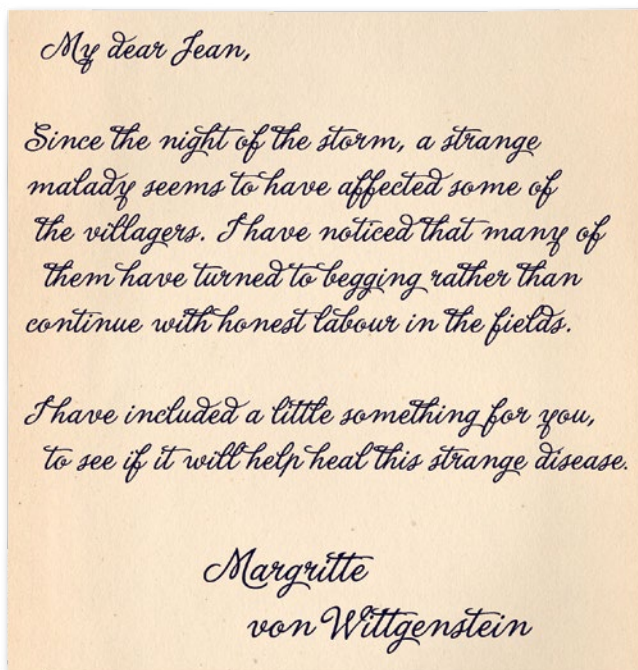 My dear Jean,
Since the night of the storm, a strange
malady seems to have affected some of
the villagers. I have noticed that many of
them have turned to begging rather than
continue with honest labour in the fields.
I have included a little something for you,
to see if it will help heal this strange disease.
Margritte
von Wittgenstein